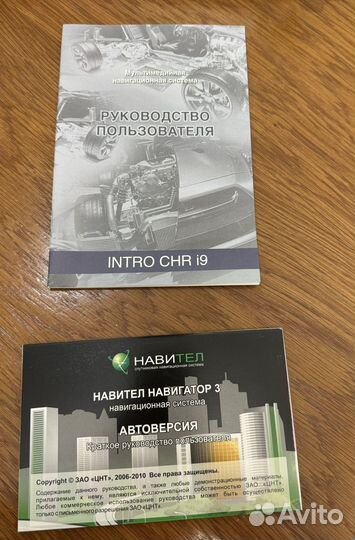 Мультимедийная
навигационная система
РУКОВОДСТВО
ПОЛЬЗОВАТЕЛЯ
INTRO CHR i9
НАВИТЕЛ
спутниковая навигационная система
НАВИТЕЛ НАВИГАТОР 3
навигационная система
АВТОВЕРСИЯ
Краткое руководство пользователя
Copyright © ЗАО «ЦНТ», 2006-2010 Все права защищены.
Содержание данного руководства, а также любые демонстрационные материалы,
прилагаемые к нему, являются исключительной собственностью ЗАО «ЦНТ».
Любое коммерческое использование руководства может быть осуществлено
только с письменного разрешения ЗАО «ЦНТ».
Avito